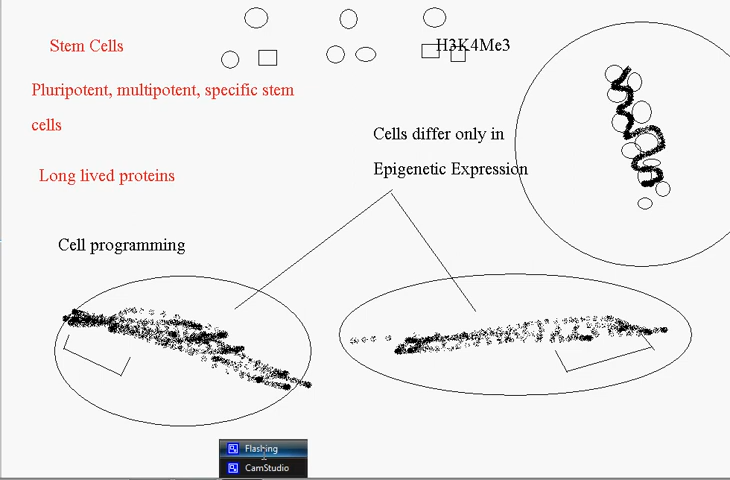 Stem Cells
H3K4Me3
Pluripotent, multipotent, specific stem
cells
Cells differ only in
Epigenetic Expression
Long lived proteins
Cell programming
Flashing
CamStudio